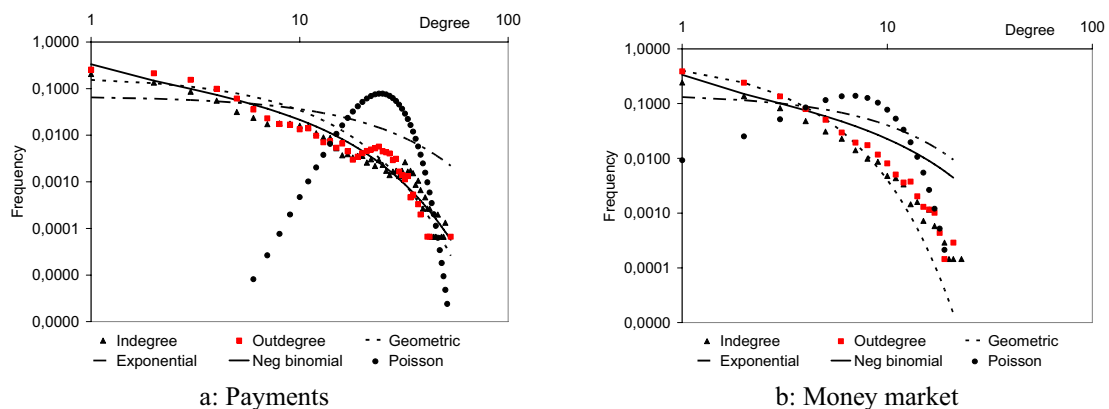 1 10 100
Degree
1,0000
0,1000
0,0100
0,0010
0,0001
0,0000
0,0000
Frequency
Indegree Outdegree Geometric
Exponential Neg binomial Poisson
a: Payments
1 10 100
Degree
1,0000
0,1000
0,0100
0,0010
0,0001
0,0000
Frequency
Indegree Outdegree Geometric
Exponential Neg binomial Poisson
b: Money market